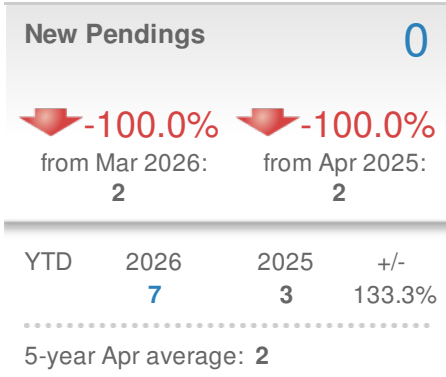 New Pendings 0
-100.0% -100.0%
from Mar 2026: from Apr 2025:
2 2
YTD 2026 2025 +/-
7 3 133.3%
5-year Apr average: 2